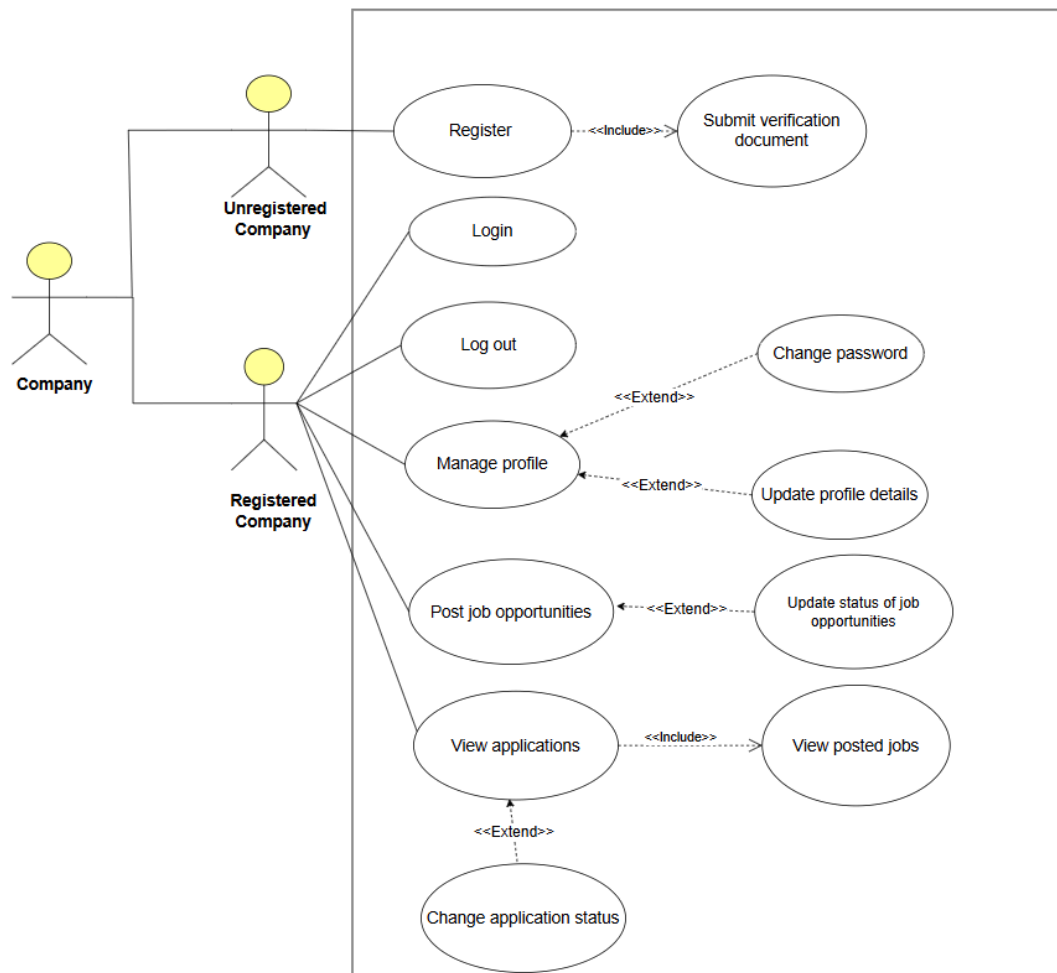 Register
<<Include>>
Submit verification
document
Unregistered
Company
Login
Company
Log out
Change password
<<Extend>>
Manage profile
<<Extend>>
Update profile details
Registered
Company
Post job opportunities
<<Extend>>
Update status of job
opportunities
View applications
<<Include>>
View posted jobs
<<Extend>>
Change application status